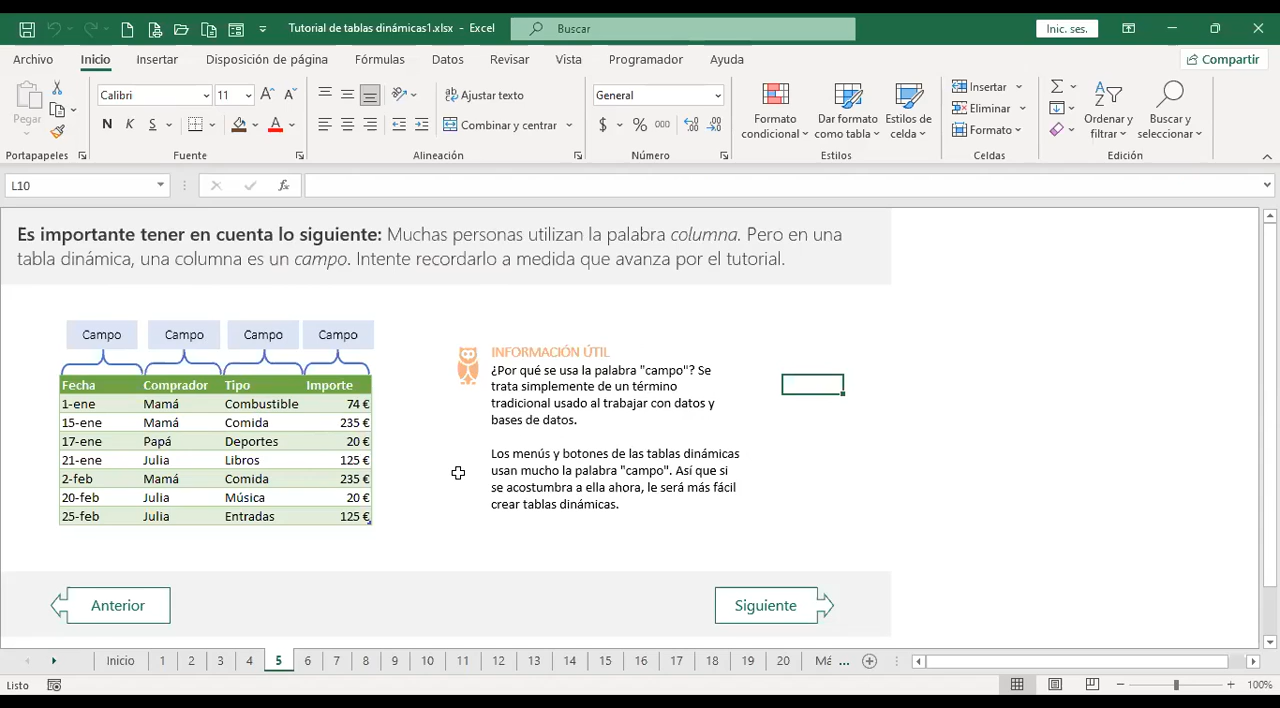 Tutorial de tablas dinámicas1.xlsx - Excel
Buscar
Inic. ses.
Archivo Inicio Insertar Disposición de página Fórmulas Datos Revisar Vista Programador Ayuda
Compartir
Pegar
Portapapeles
Calibri 11
N K S
Fuente
Ajustar texto
Combinar y centrar
Alineación
General
$ % 000
Número
Formato condicional
Dar formato como tabla
Estilos de celda
Estilos
Insertar
Eliminar
Formato
Celdas
Ordenar y filtrar
Buscar y seleccionar
Edición
L10
fx
Es importante tener en cuenta lo siguiente: Muchas personas utilizan la palabra columna. Pero en una
tabla dinámica, una columna es un campo. Intente recordarlo a medida que avanza por el tutorial.
Campo Campo Campo Campo
Fecha Comprador Tipo Importe
1-ene Mamá Combustible 74 €
15-ene Mamá Comida 235 €
17-ene Papá Deportes 20 €
21-ene Julia Libros 125 €
2-feb Mamá Comida 235 €
20-feb Julia Música 20 €
25-feb Julia Entradas 125 €
INFORMACIÓN ÚTIL
¿Por qué se usa la palabra "campo"? Se
trata simplemente de un término
tradicional usado al trabajar con datos y
bases de datos.
Los menús y botones de las tablas dinámicas
usan mucho la palabra "campo". Así que si
se acostumbra a ella ahora, le será más fácil
crear tablas dinámicas.
Anterior
Siguiente
Inicio 1 2 3 4 5 6 7 8 9 10 11 12 13 14 15 16 17 18 19 20 Má ...
Listo
100%